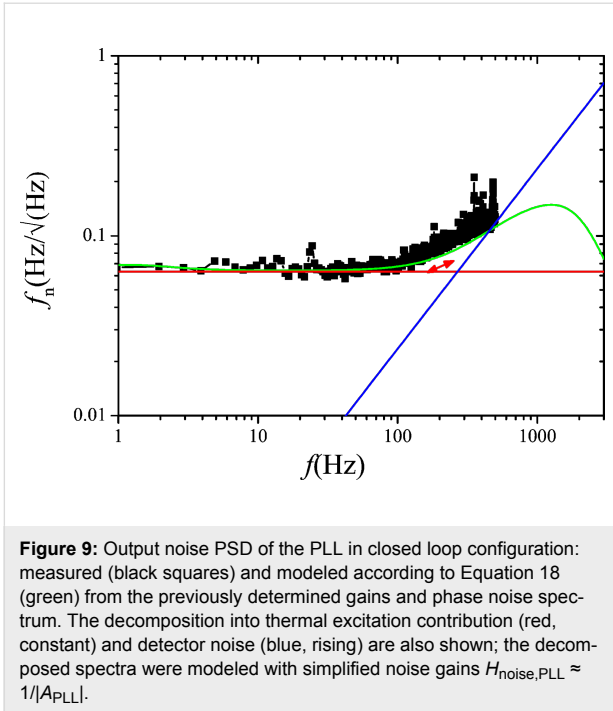 1
0.1
0.01
fn(Hz/√(Hz)
1 10 100 1000
f(Hz)
Figure 9: Output noise PSD of the PLL in closed loop configuration:
measured (black squares) and modeled according to Equation 18
(green) from the previously determined gains and phase noise spec-
trum. The decomposition into thermal excitation contribution (red,
constant) and detector noise (blue, rising) are also shown; the decom-
posed spectra were modeled with simplified noise gains Hnoise,PLL ≈
1/|APLL|.